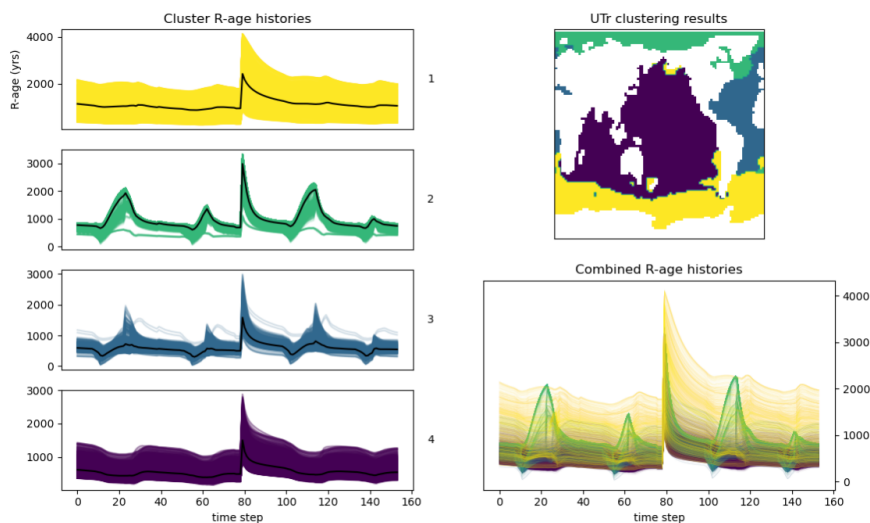 Cluster R-age histories
R-age (yrs)
4000
2000
1
3000
2000
1000
0
2
3000
2000
1000
0
3
3000
2000
1000
4
0 20 40 60 80 100 120 140 160
time step
UTr clustering results
Combined R-age histories
4000
3000
2000
1000
0
0 20 40 60 80 100 120 140 160
time step